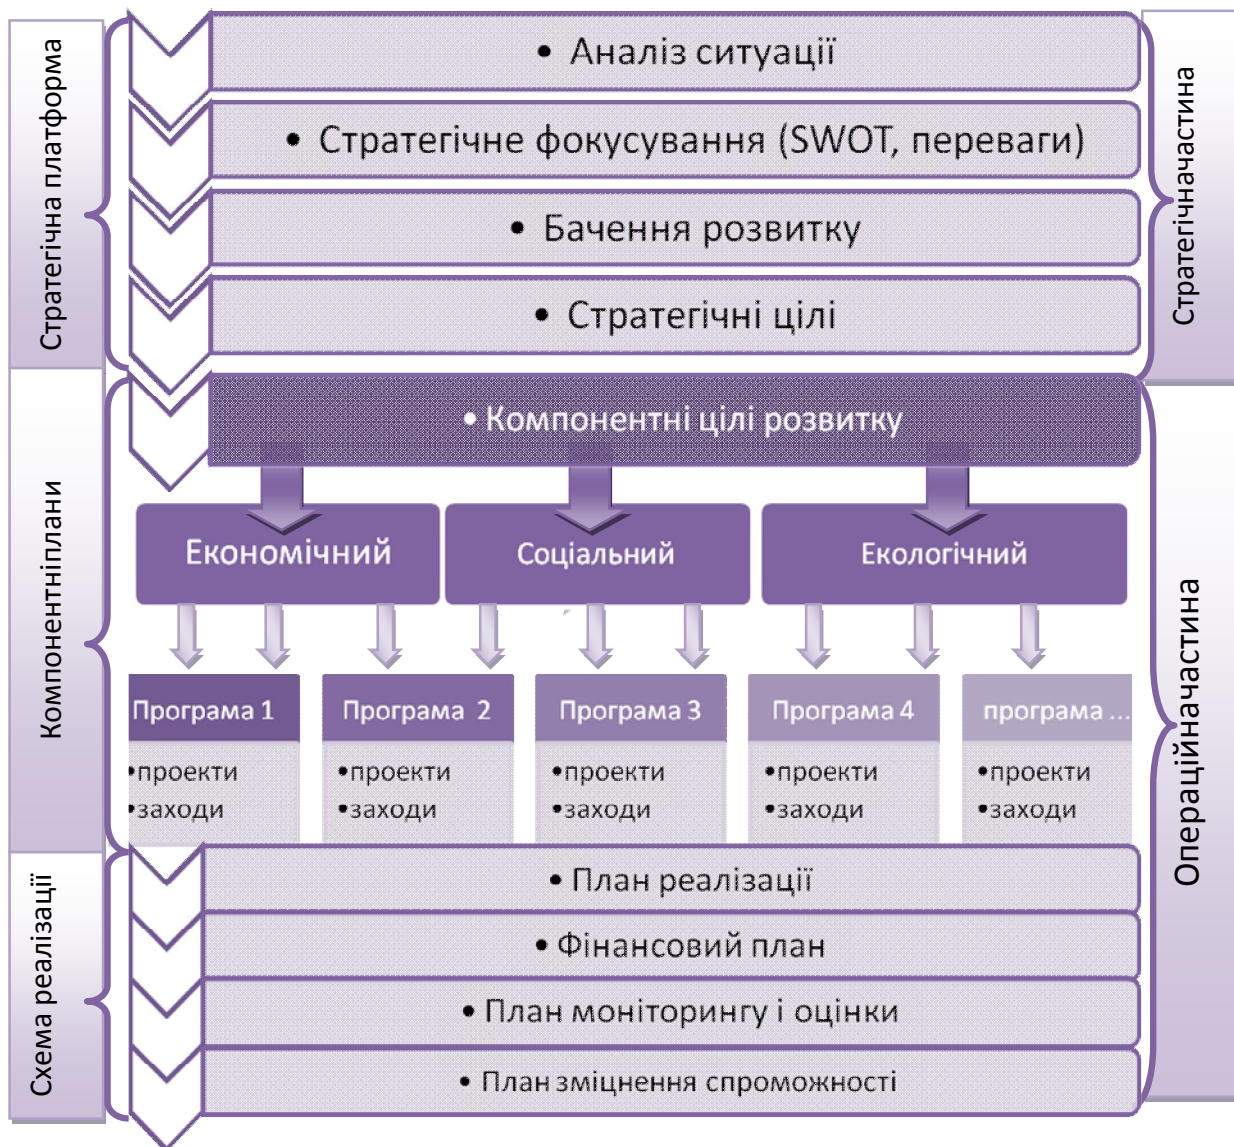 Стратегічна платформа
• Аналіз ситуації
• Стратегічне фокусування (SWOT, переваги)
• Бачення розвитку
• Стратегічні цілі
Стратегічначастина
Компонентніплани
• Компонентні цілі розвитку
Економічний
Соціальний
Екологічний
Програма 1
Програма 2
Програма 3
Програма 4
програма ...
•проекти
•заходи
•проекти
•заходи
•проекти
•заходи
•проекти
•заходи
•проекти
•заходи
Операційначастина
Схема реалізації
• План реалізації
• Фінансовий план
• План моніторингу і оцінки
• План зміцнення спроможності